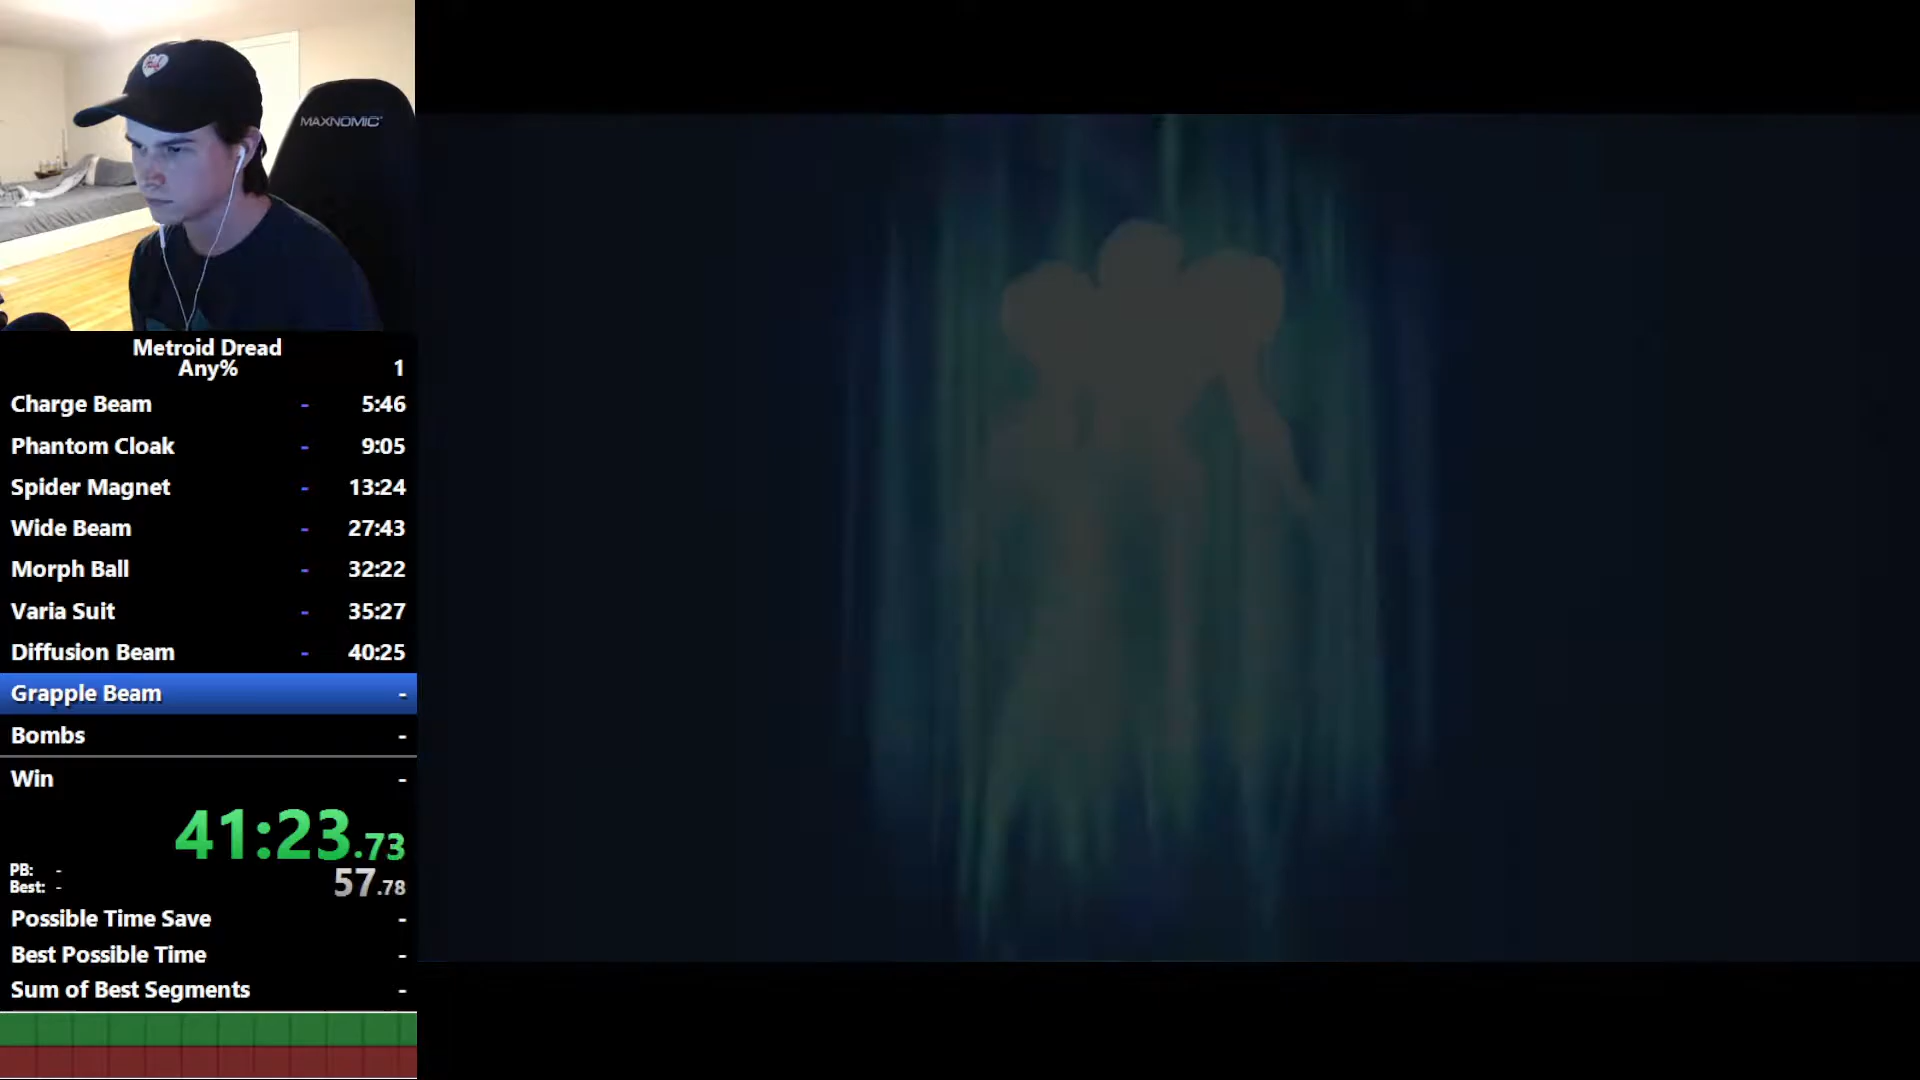 MAXNOMIC
Metroid Dread
Any% 1
Charge Beam - 5:46
Phantom Cloak - 9:05
Spider Magnet - 13:24
Wide Beam - 27:43
Morph Ball - 32:22
Varia Suit - 35:27
Diffusion Beam - 40:25
Grapple Beam -
Bombs -
Win -
41:23.73
PB: -
Best: -
57.78
Possible Time Save -
Best Possible Time -
Sum of Best Segments -